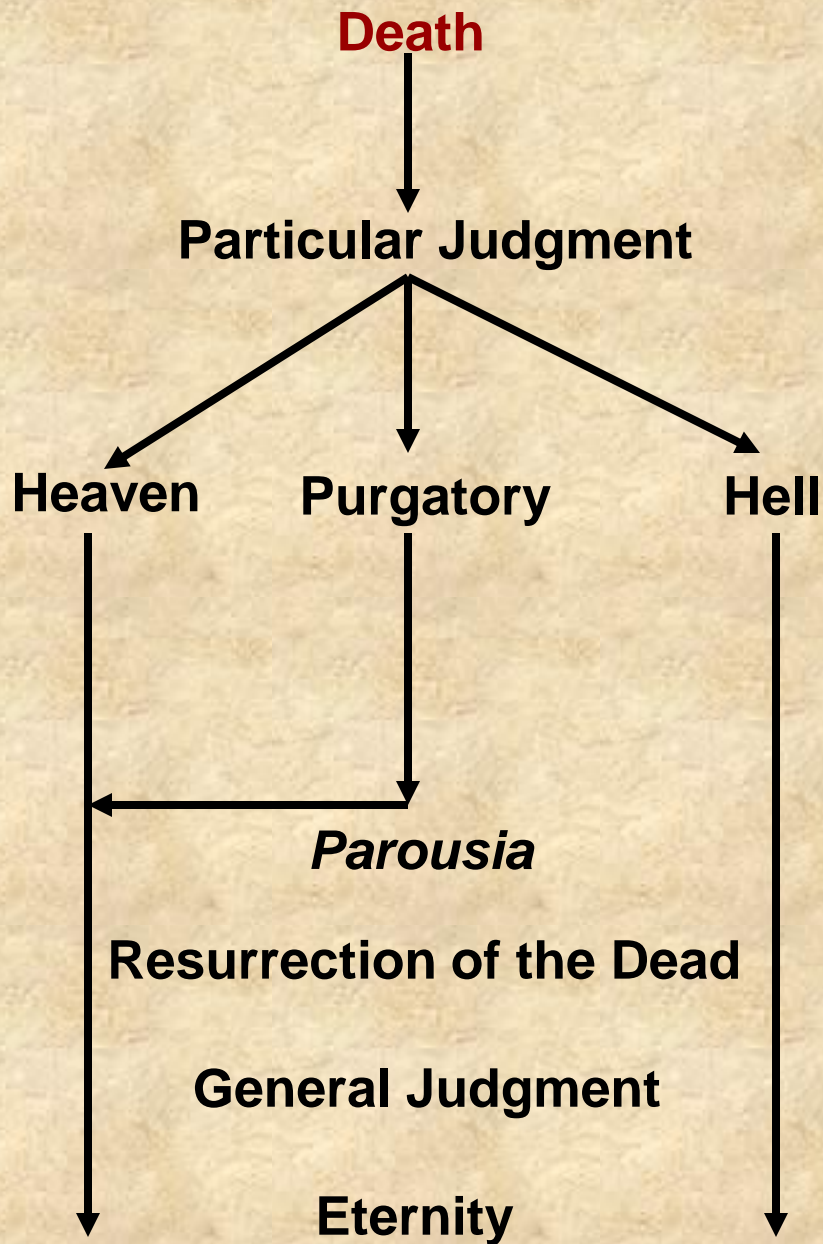 Death
Particular Judgment
Heaven Purgatory Hell
Parousia
Resurrection of the Dead
General Judgment
Eternity